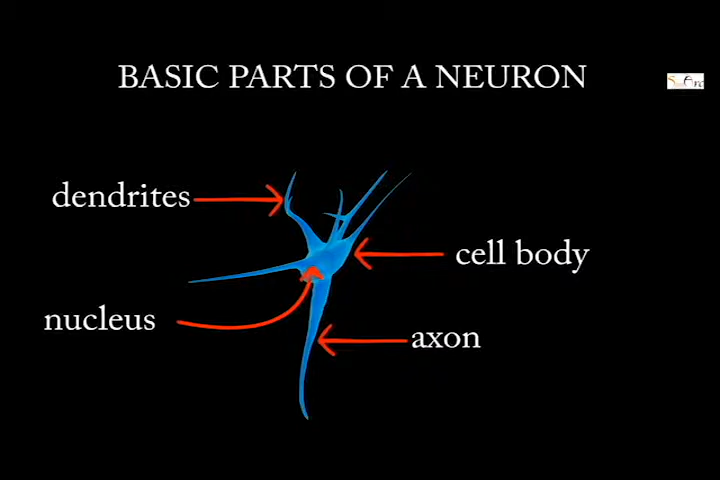 BASIC PARTS OF A NEURON
dendrites
cell body
nucleus
axon